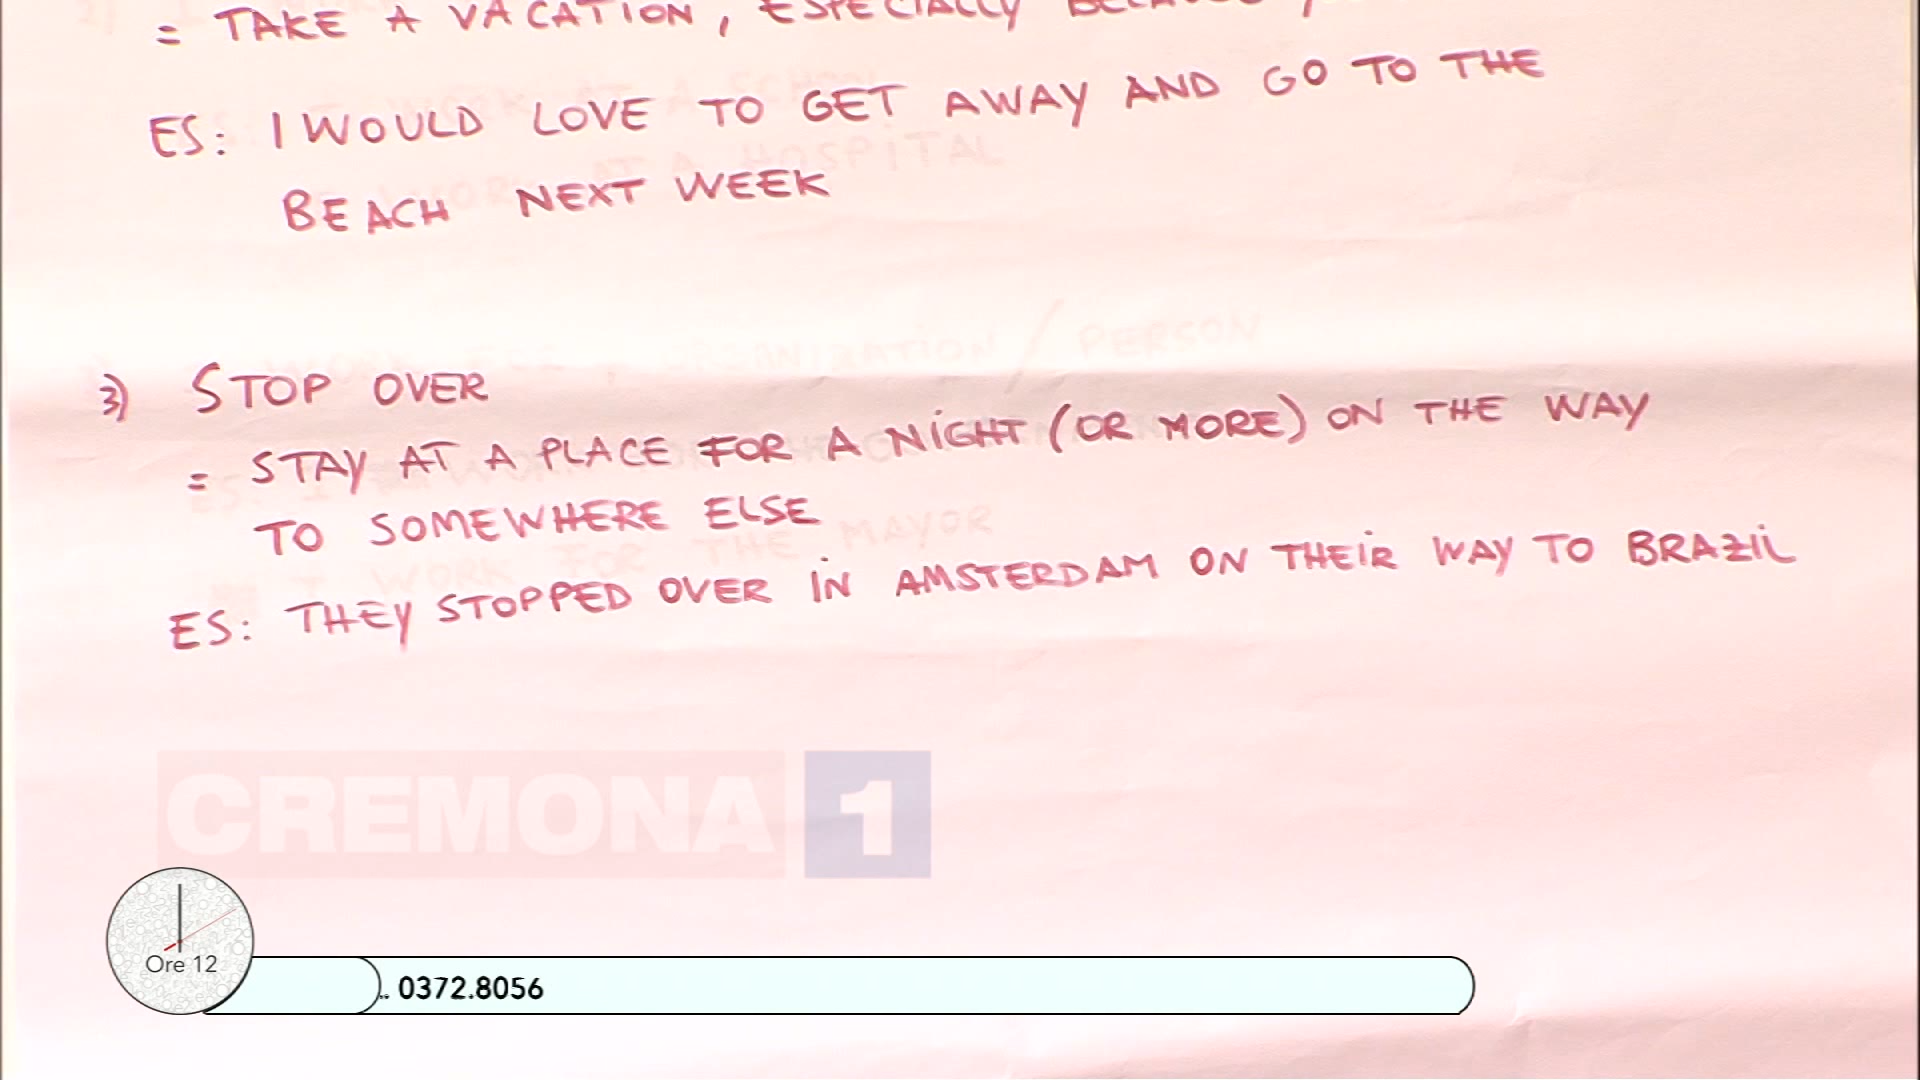 = TAKE A VACATION, ESPECIALLY
ES: I WOULD LOVE TO GET AWAY AND GO TO THE
BEACH NEXT WEEK
3) STOP OVER
= STAY AT A PLACE FOR A NIGHT (OR MORE) ON THE WAY
TO SOMEWHERE ELSE
ES: THEY STOPPED OVER IN AMSTERDAM ON THEIR WAY TO BRAZIL
CREMONA 1
Ore 12
.. 0372.8056